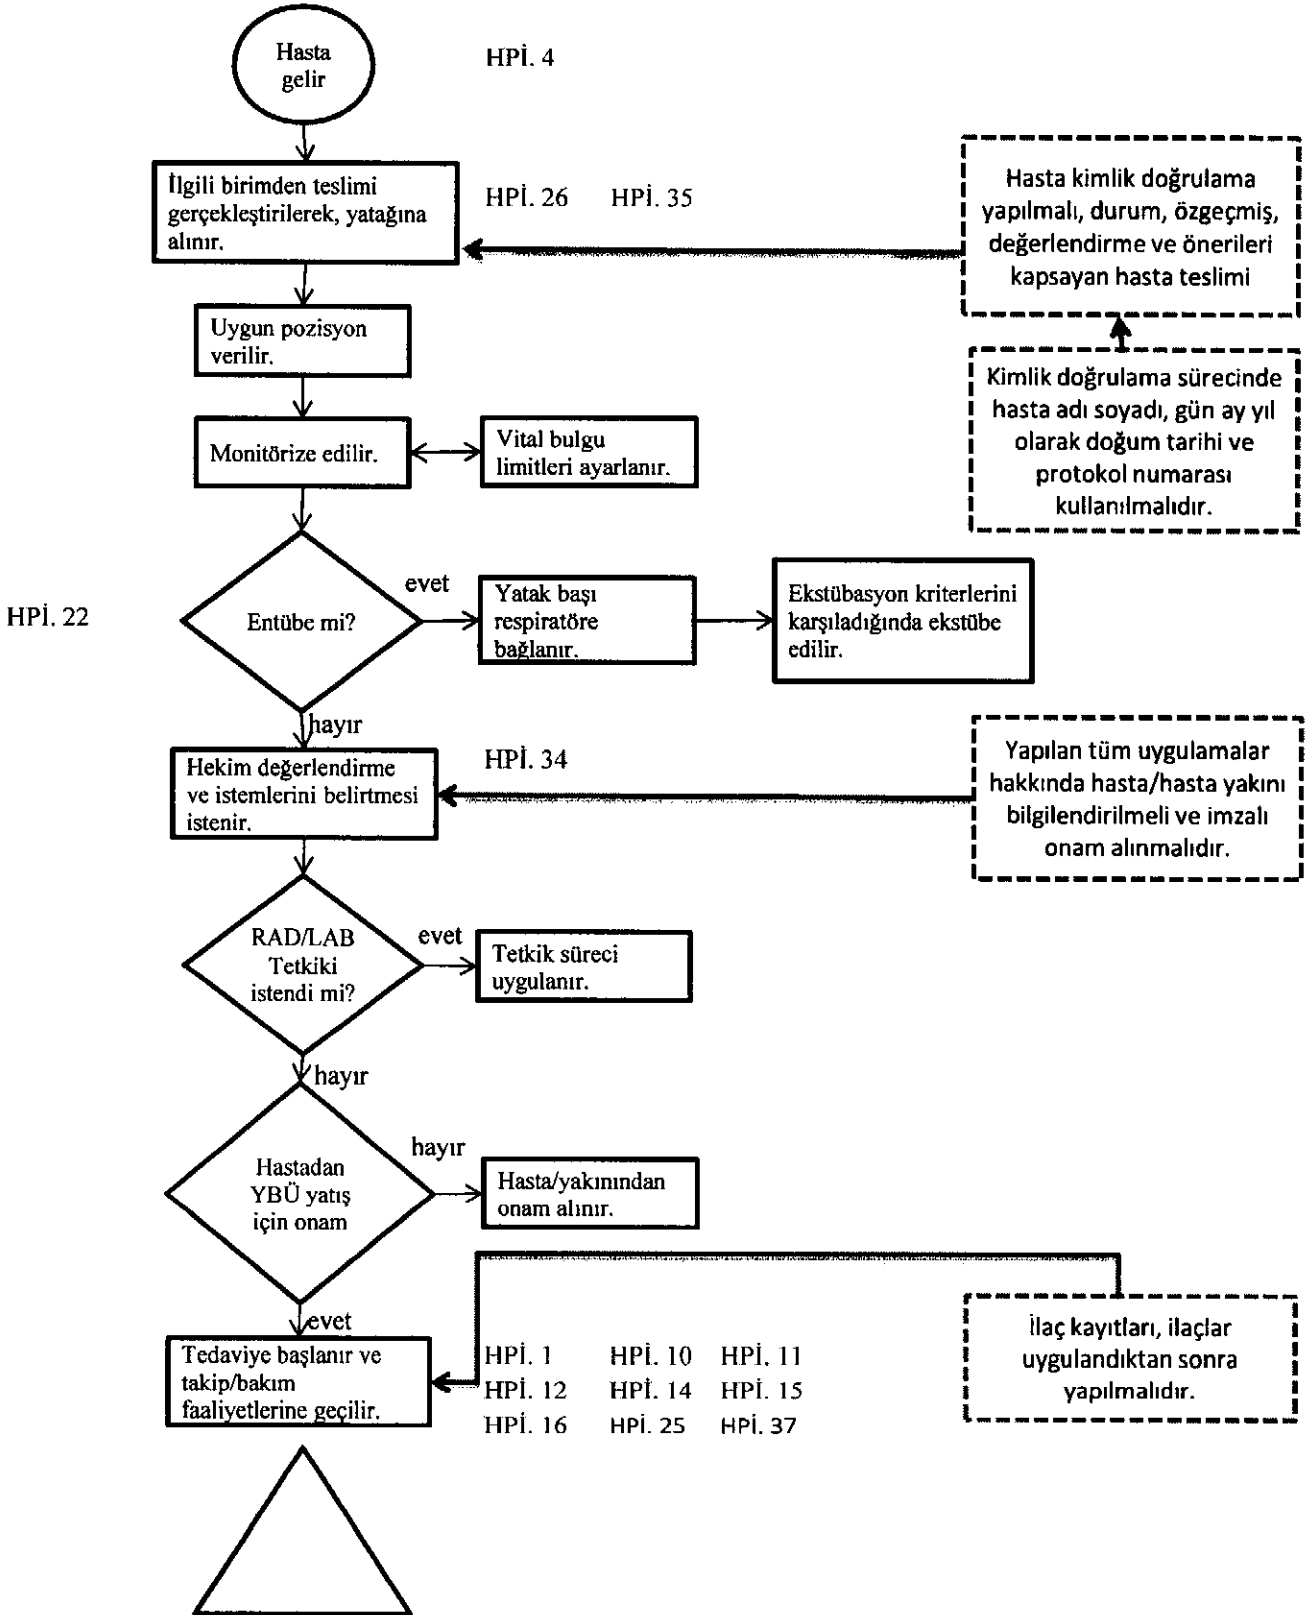 Hasta
gelir
HPİ. 4
İlgili birimden teslimi
gerçekleştirilerek, yatağına
alınır.
HPİ. 26 HPİ. 35
Hasta kimlik doğrulama
yapılmalı, durum, özgeçmiş,
değerlendirme ve önerileri
kapsayan hasta teslimi
Uygun pozisyon
verilir.
Kimlik doğrulama sürecinde
hasta adı soyadı, gün ay yıl
olarak doğum tarihi ve
protokol numarası
kullanılmalıdır.
Monitörize edilir.
Vital bulgu
limitleri ayarlanır.
HPİ. 22
Entübe mi?
evet
Yatak başı
respiratöre
bağlanır.
Ekstübasyon kriterlerini
karşıladığında ekstübe
edilir.
hayır
Hekim değerlendirme
ve istemlerini belirtmesi
istenir.
HPİ. 34
Yapılan tüm uygulamalar
hakkında hasta/hasta yakını
bilgilendirilmeli ve imzalı
onam alınmalıdır.
RAD/LAB
Tetkiki
istendi mi?
evet
Tetkik süreci
uygulanır.
hayır
Hastadan
YBÜ yatış
için onam
hayır
Hasta/yakınından
onam alınır.
evet
Tedaviye başlanır ve
takip/bakım
faaliyetlerine geçilir.
HPİ. 1 HPİ. 10 HPİ. 11
HPİ. 12 HPİ. 14 HPİ. 15
HPİ. 16 HPİ. 25 HPİ. 37
İlaç kayıtları, ilaçlar
uygulandıktan sonra
yapılmalıdır.